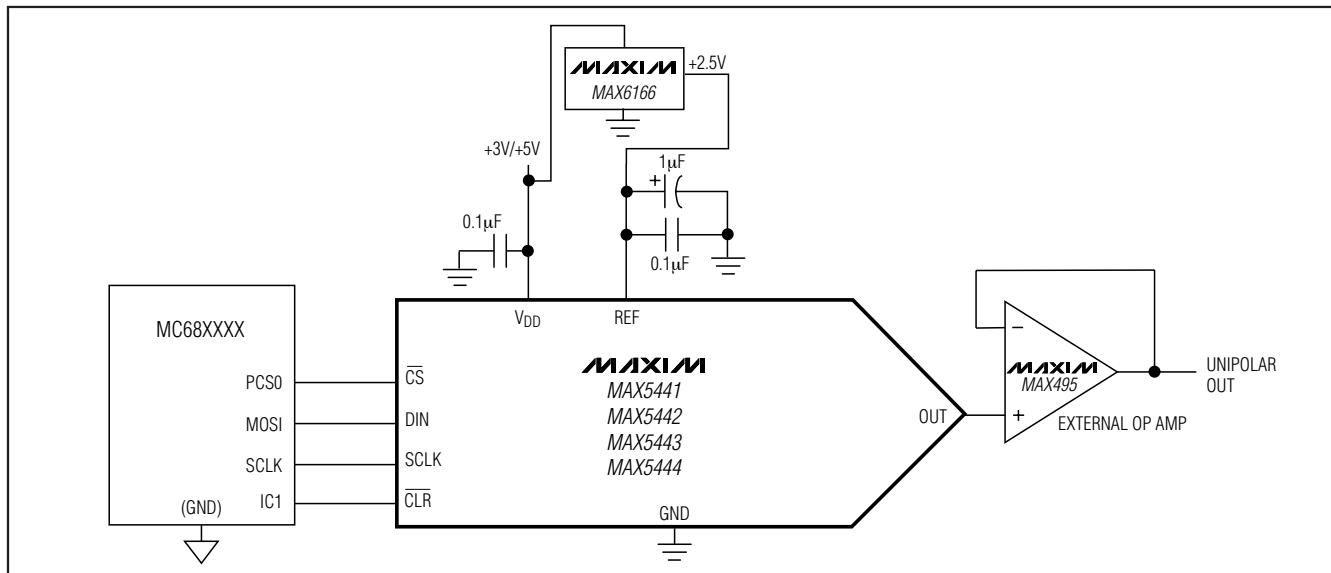 MAXIM
MAX6166
+2.5V
+3V/+5V
1µF
+
0.1µF
0.1µF
MC68XXXX
PCS0
MOSI
SCLK
IC1
(GND)
VDD
REF
CS
DIN
SCLK
CLR
MAXIM
MAX5441
MAX5442
MAX5443
MAX5444
OUT
GND
−
MAXIM
MAX495
+
EXTERNAL OP AMP
UNIPOLAR
OUT